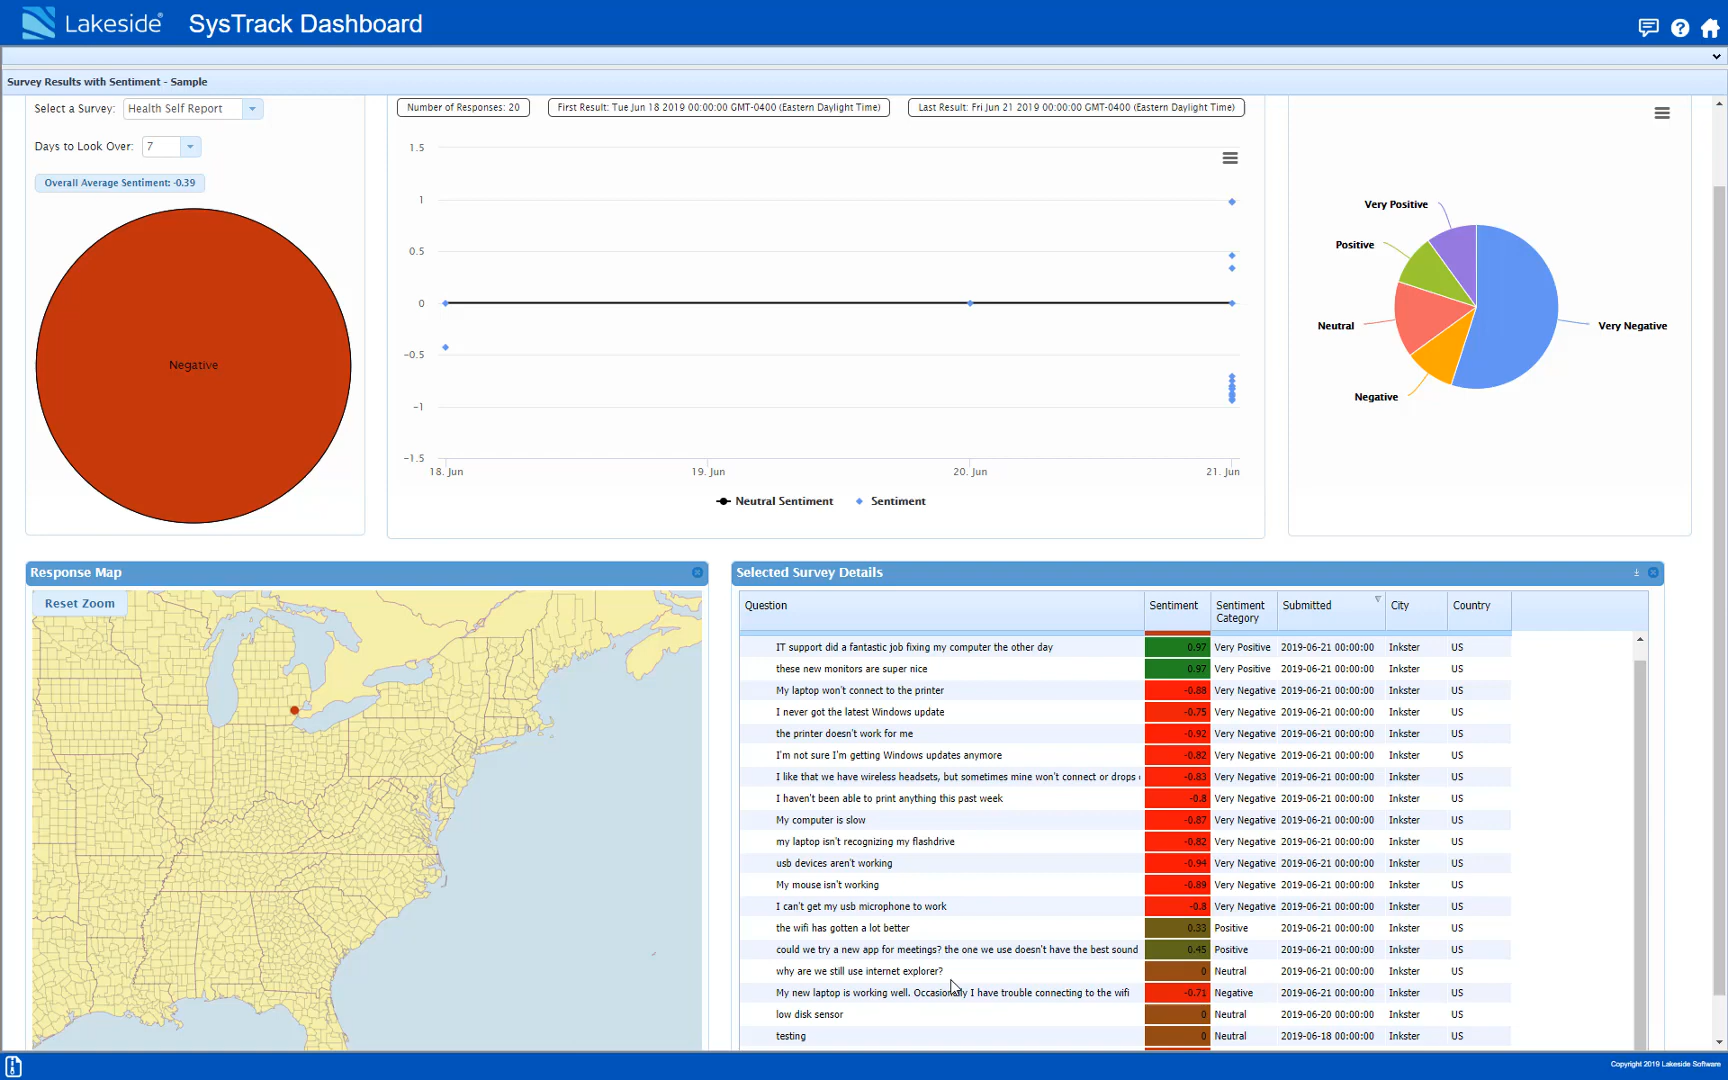 Lakeside®
SysTrack Dashboard
Survey Results with Sentiment - Sample
Select a Survey: Health Self Report
Days to Look Over: 7
Overall Average Sentiment: -0.39
Negative
Number of Responses: 20
First Result: Tue Jun 18 2019 00:00:00 GMT-0400 (Eastern Daylight Time)
Last Result: Fri Jun 21 2019 00:00:00 GMT-0400 (Eastern Daylight Time)
1.5
1
0.5
0
-0.5
-1
-1.5
18. Jun
19. Jun
20. Jun
21. Jun
Neutral Sentiment
Sentiment
Very Positive
Positive
Neutral
Negative
Very Negative
Response Map
Reset Zoom
Selected Survey Details
Question Sentiment Sentiment Category Submitted City Country
IT support did a fantastic job fixing my computer the other day 0.97 Very Positive 2019-06-21 00:00:00 Inkster US
these new monitors are super nice 0.97 Very Positive 2019-06-21 00:00:00 Inkster US
My laptop won't connect to the printer -0.88 Very Negative 2019-06-21 00:00:00 Inkster US
I never got the latest Windows update -0.75 Very Negative 2019-06-21 00:00:00 Inkster US
the printer doesn't work for me -0.92 Very Negative 2019-06-21 00:00:00 Inkster US
I'm not sure I'm getting Windows updates anymore -0.82 Very Negative 2019-06-21 00:00:00 Inkster US
I like that we have wireless headsets, but sometimes mine won't connect or drops -0.83 Very Negative 2019-06-21 00:00:00 Inkster US
I haven't been able to print anything this past week -0.8 Very Negative 2019-06-21 00:00:00 Inkster US
My computer is slow -0.87 Very Negative 2019-06-21 00:00:00 Inkster US
my laptop isn't recognizing my flashdrive -0.82 Very Negative 2019-06-21 00:00:00 Inkster US
usb devices aren't working -0.94 Very Negative 2019-06-21 00:00:00 Inkster US
My mouse isn't working -0.89 Very Negative 2019-06-21 00:00:00 Inkster US
I can't get my usb microphone to work -0.8 Very Negative 2019-06-21 00:00:00 Inkster US
the wifi has gotten a lot better 0.33 Positive 2019-06-21 00:00:00 Inkster US
could we try a new app for meetings? the one we use doesn't have the best sound 0.45 Positive 2019-06-21 00:00:00 Inkster US
why are we still use internet explorer? 0 Neutral 2019-06-21 00:00:00 Inkster US
My new laptop is working well. Occasionally I have trouble connecting to the wifi -0.71 Negative 2019-06-21 00:00:00 Inkster US
low disk sensor 0 Neutral 2019-06-20 00:00:00 Inkster US
testing 0 Neutral 2019-06-18 00:00:00 Inkster US
Copyright 2019 Lakeside Software